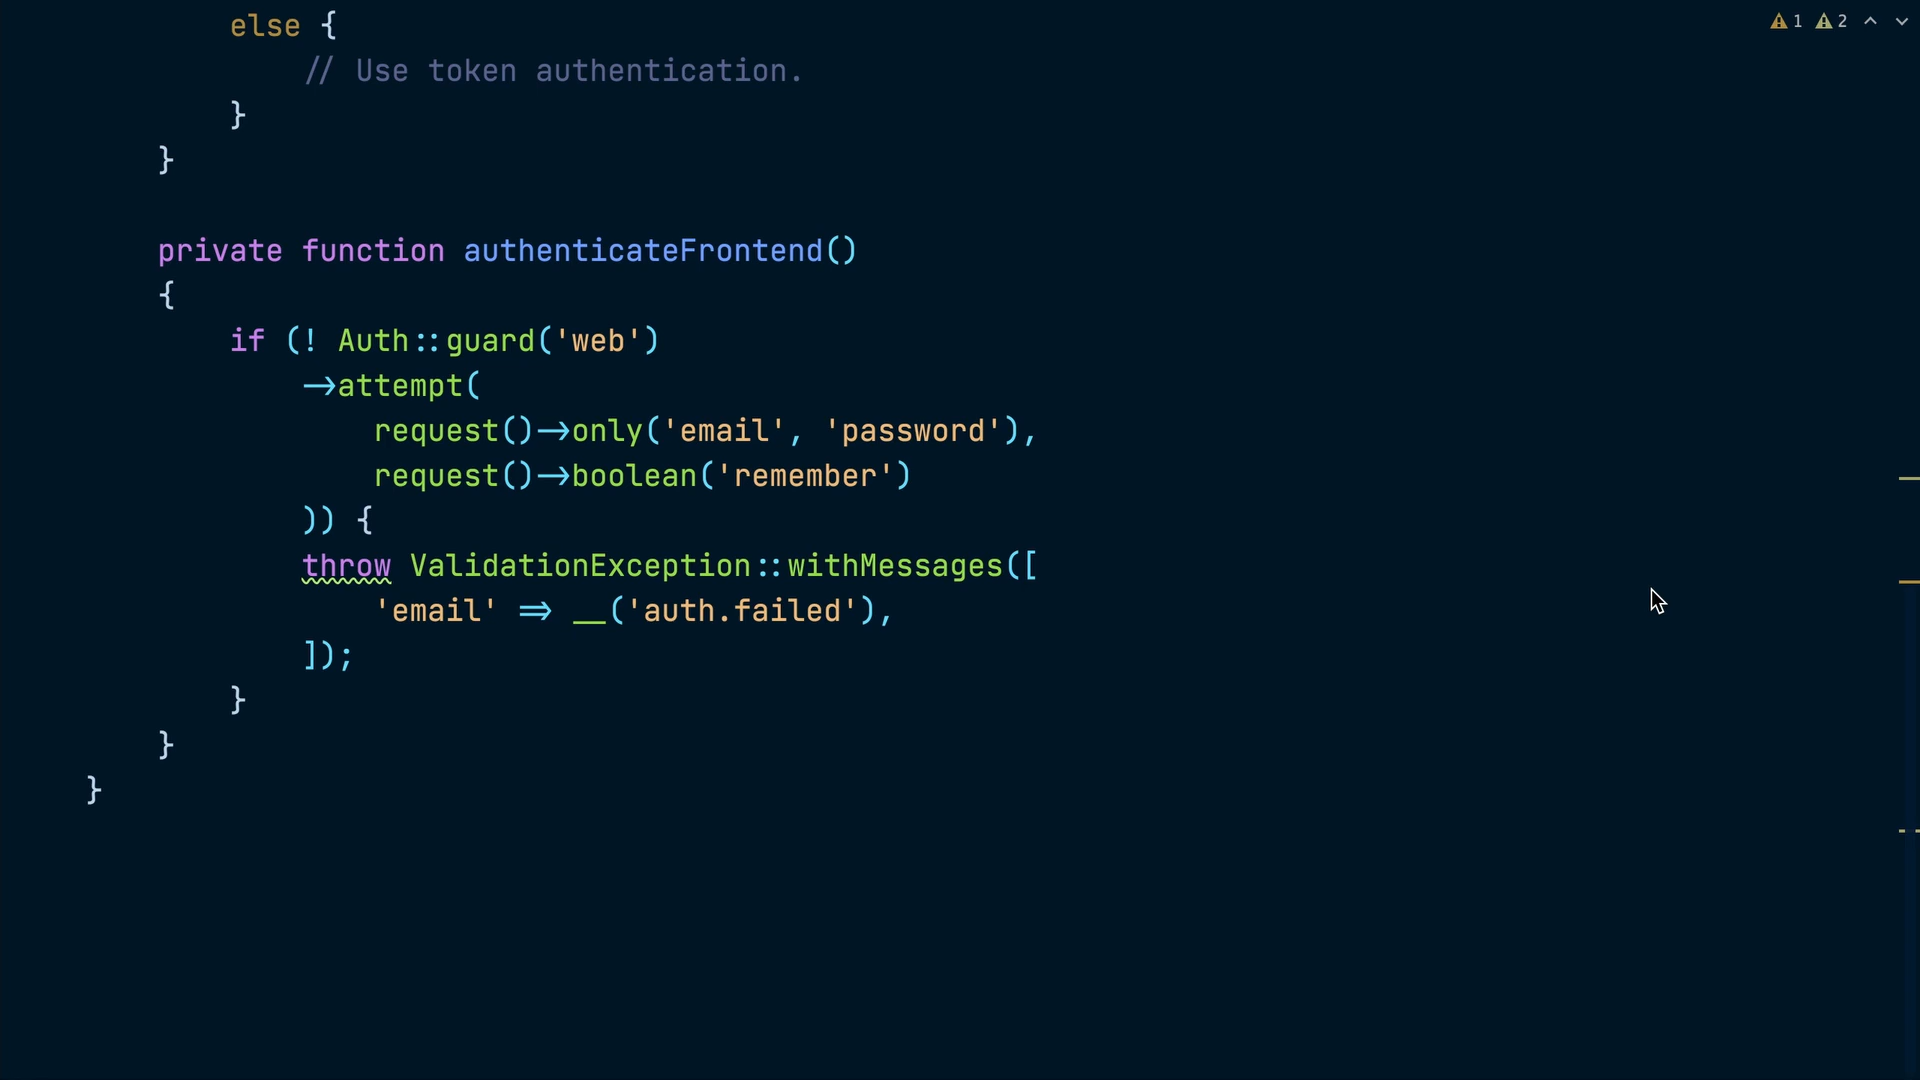 else {
// Use token authentication.
}
}
private function authenticateFrontend()
{
if (! Auth::guard('web')
->attempt(
request()->only('email', 'password'),
request()->boolean('remember')
)) {
throw ValidationException::withMessages([
'email' => __('auth.failed'),
]);
}
}
}
1 2